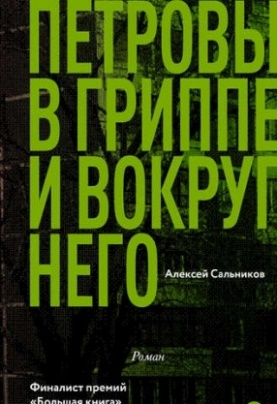 ПЕТРОВЫ
В ГРИППЕ
И ВОКРУГ
НЕГО
Алексей Сальников
Роман
Финалист премий
«Большая книга»